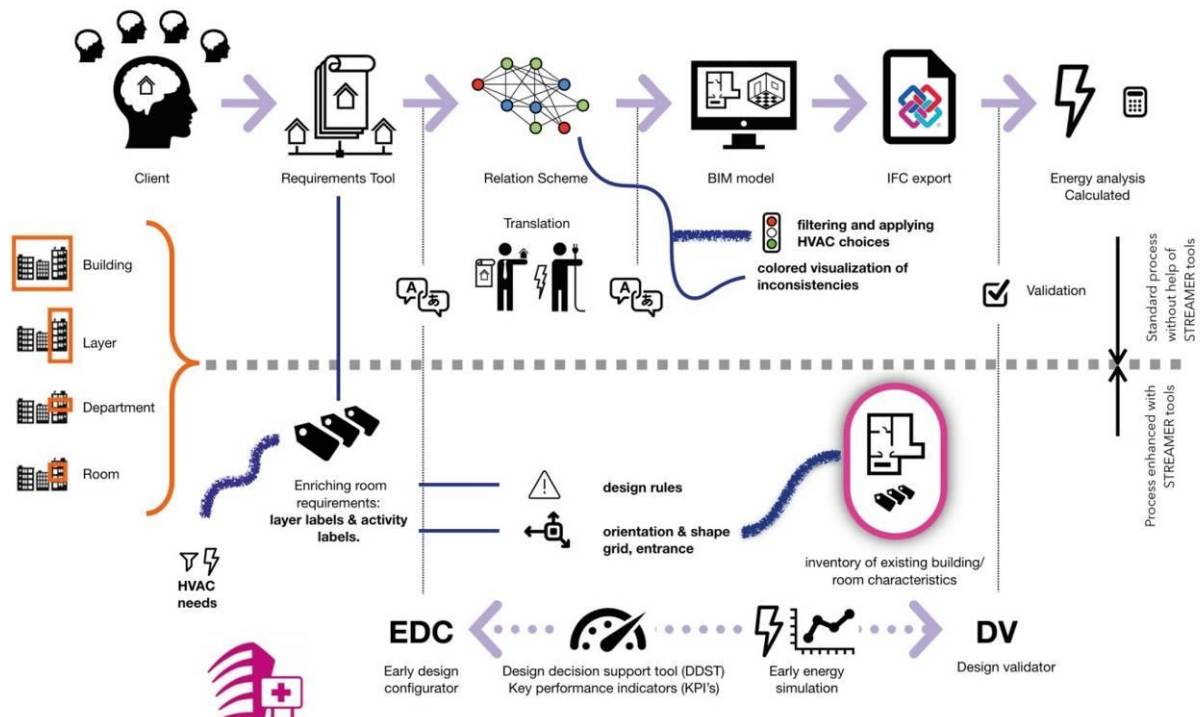 Client
Requirements Tool
Relation Scheme
BIM model
IFC export
Energy analysis
Calculated
Translation
A
あ
A
あ
filtering and applying
HVAC choices
colored visualization of
inconsistencies
Validation
Standard process
without help of
STREAMER tools
Building
Layer
Department
Room
Process enhanced with
STREAMER tools
Enriching room
requirements:
layer labels & activity
labels.
design rules
orientation & shape
grid, entrance
inventory of existing building/
room characteristics
HVAC
needs
EDC
Early design
configurator
Design decision support tool (DDST)
Key performance indicators (KPI's)
Early energy
simulation
DV
Design validator